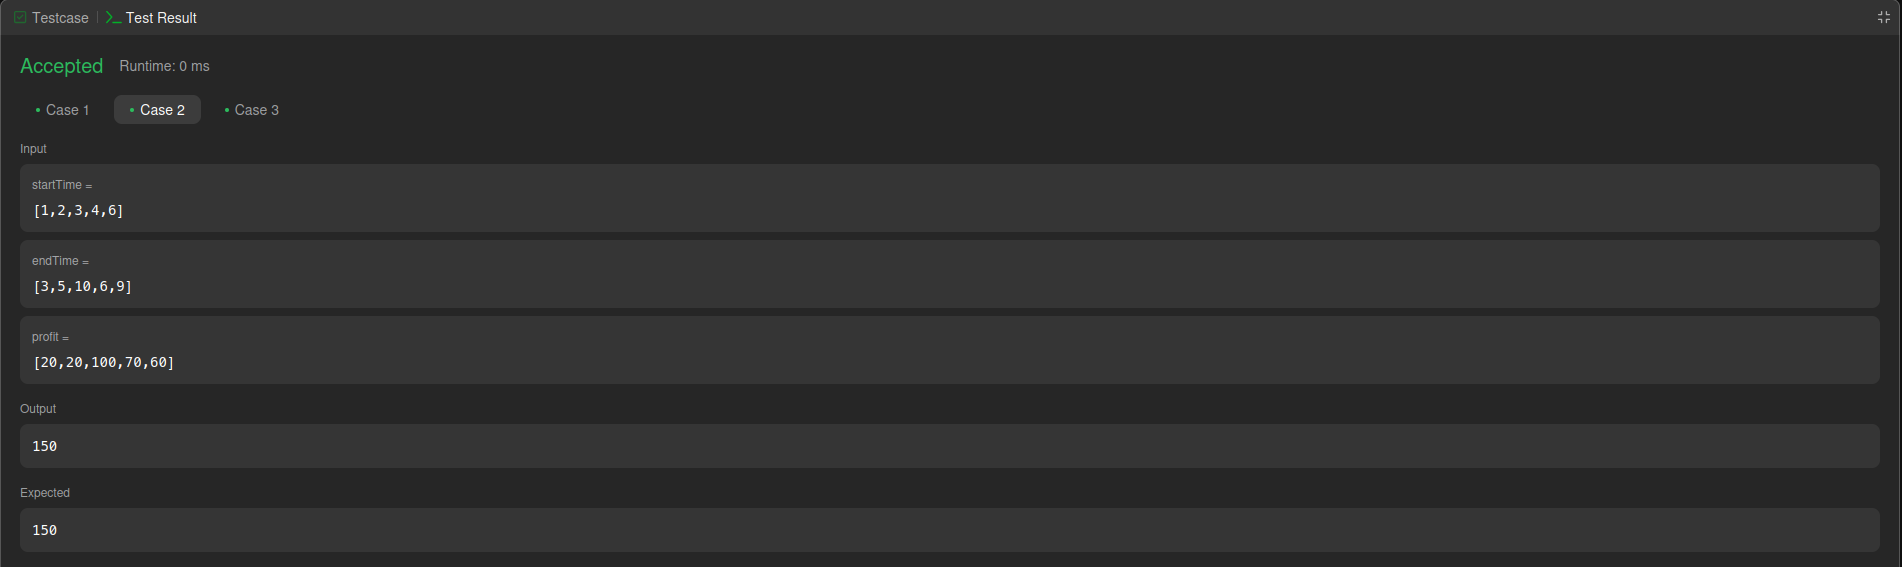 Testcase | Test Result
Accepted Runtime: 0 ms
Case 1 Case 2 Case 3
Input
startTime =
[1,2,3,4,6]
endTime =
[3,5,10,6,9]
profit =
[20,20,100,70,60]
Output
150
Expected
150